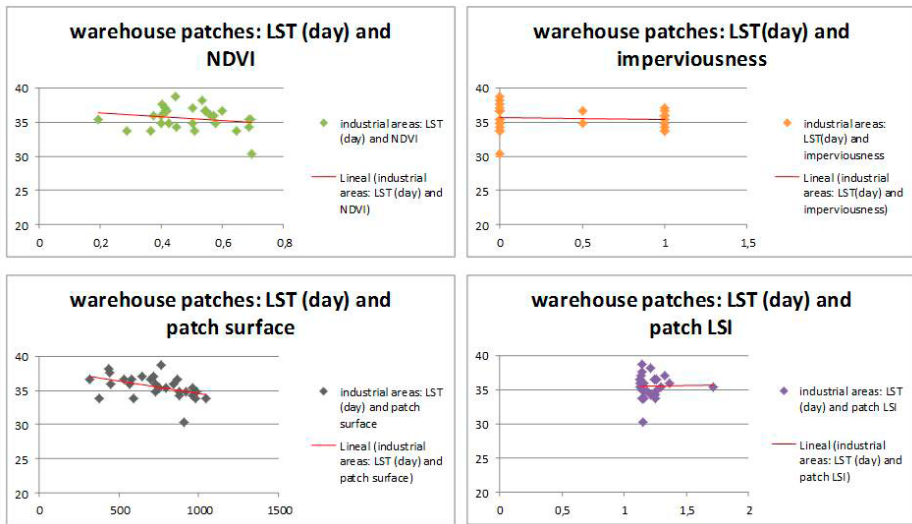 warehouse patches: LST (day) and
NDVI
40
35
30
25
20
0
0,2
0,4
0,6
0,8
industrial areas: LST
(day) and NDVI
Lineal (industrial
areas: LST (day) and
NDVI)
warehouse patches: LST(day) and
imperviousness
40
35
30
25
20
0
0,5
1
1,5
industrial areas:
LST(day) and
imperviousness
Lineal (industrial
areas: LST(day) and
imperviousness)
warehouse patches: LST (day) and
patch surface
40
35
30
25
20
0
500
1000
1500
industrial areas: LST
(day) and patch
surface
Lineal (industrial
areas: LST (day) and
patch surface)
warehouse patches: LST (day) and
patch LSI
40
35
30
25
20
0
0,5
1
1,5
2
industrial areas: LST
(day) and patch LSI
Lineal (industrial
areas: LST (day) and
patch LSI)